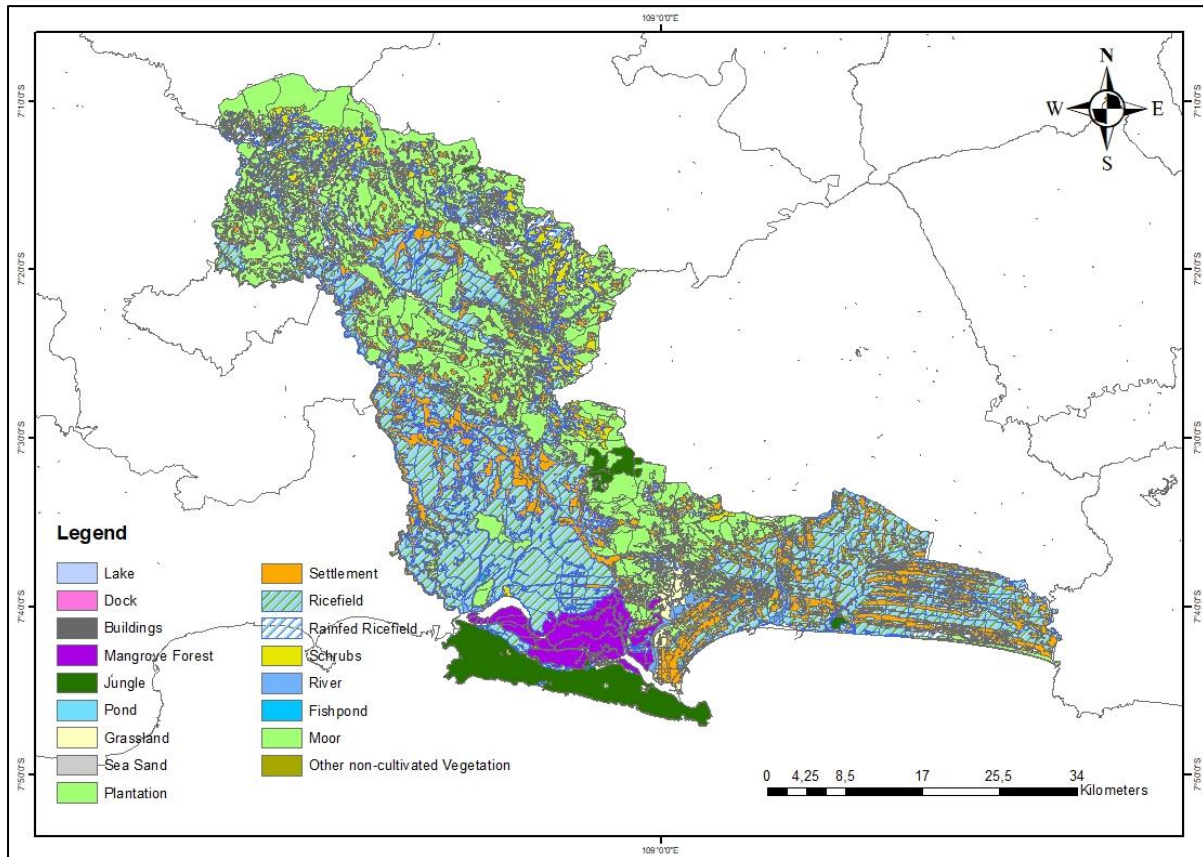 109°0'0"E
N
W E
S
7°10'0"S
7°10'0"S
7°20'0"S
7°20'0"S
7°30'0"S
7°30'0"S
7°40'0"S
7°40'0"S
7°50'0"S
7°50'0"S
Legend
Lake
Dock
Buildings
Mangrove Forest
Jungle
Pond
Grassland
Sea Sand
Plantation
Settlement
Ricefield
Rainfed Ricefield
Schrubs
River
Fishpond
Moor
Other non-cultivated Vegetation
0 4,25 8,5 17 25,5 34
Kilometers
109°0'0"E